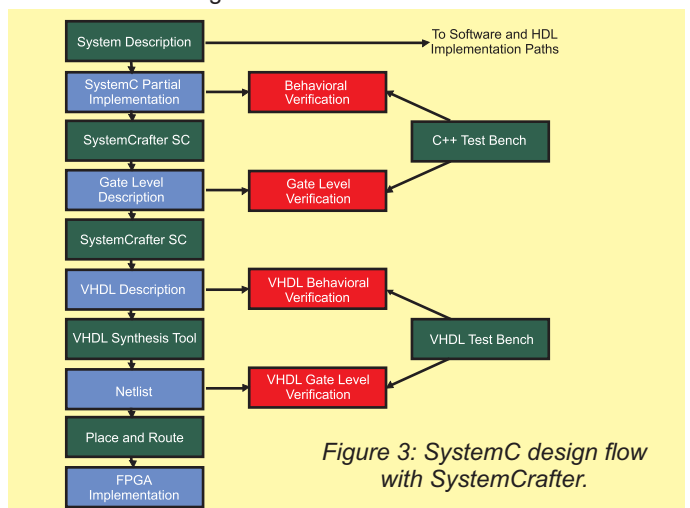 System Description
To Software and HDL
Implementation Paths
SystemC Partial
Implementation
Behavioral
Verification
SystemCrafter SC
C++ Test Bench
Gate Level
Description
Gate Level
Verification
SystemCrafter SC
VHDL Description
VHDL Behavioral
Verification
VHDL Synthesis Tool
VHDL Test Bench
Netlist
VHDL Gate Level
Verification
Place and Route
FPGA
Implementation
Figure 3: SystemC design flow
with SystemCrafter.